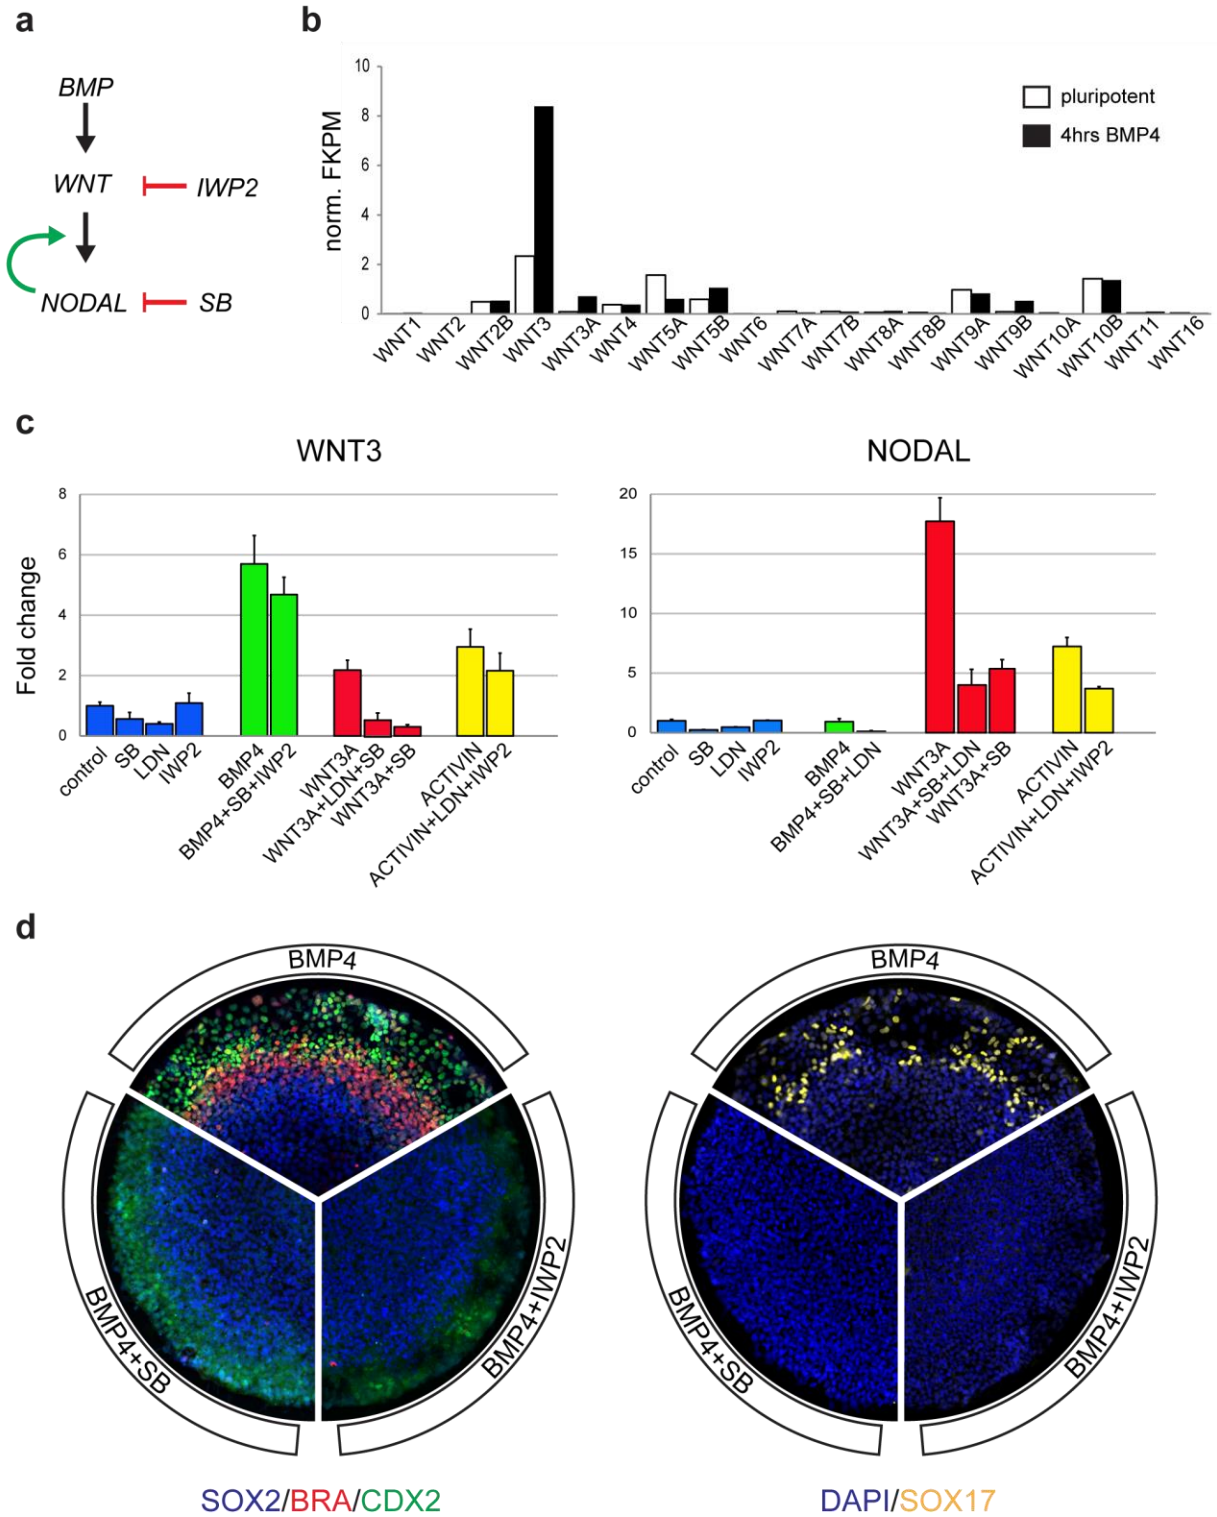 a
BMP
WNT
IWP2
NODAL
SB
b
norm. FKPM
10
8
6
4
2
0
pluripotent
4hrs BMP4
WNT1
WNT2
WNT2B
WNT3
WNT3A
WNT4
WNT5A
WNT5B
WNT6
WNT7A
WNT7B
WNT8A
WNT8B
WNT9A
WNT9B
WNT10A
WNT10B
WNT11
WNT16
c
WNT3
Fold change
8
6
4
2
0
control
SB
LDN
IWP2
BMP4
BMP4+SB+IWP2
WNT3A
WNT3A+LDN+SB
WNT3A+SB
ACTIVIN
ACTIVIN+LDN+IWP2
NODAL
20
15
10
5
0
control
SB
LDN
IWP2
BMP4
BMP4+SB+LDN
WNT3A
WNT3A+SB+LDN
WNT3A+SB
ACTIVIN
ACTIVIN+LDN+IWP2
d
BMP4
BMP4+SB
BMP4+IWP2
SOX2/BRA/CDX2
BMP4
BMP4+SB
BMP4+IWP2
DAPI/SOX17